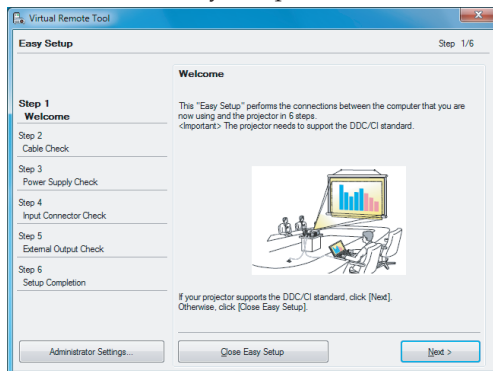 Virtual Remote Tool
Easy Setup
Step 1/6
Step 1
Welcome
Step 2
Cable Check
Step 3
Power Supply Check
Step 4
Input Connector Check
Step 5
External Output Check
Step 6
Setup Completion
Administrator Settings...
Welcome
This "Easy Setup" performs the connections between the computer that you are
now using and the projector in 6 steps.
<Important> The projector needs to support the DDC/CI standard.
If your projector supports the DDC/CI standard, click [Next].
Otherwise, click [Close Easy Setup].
Close Easy Setup
Next >